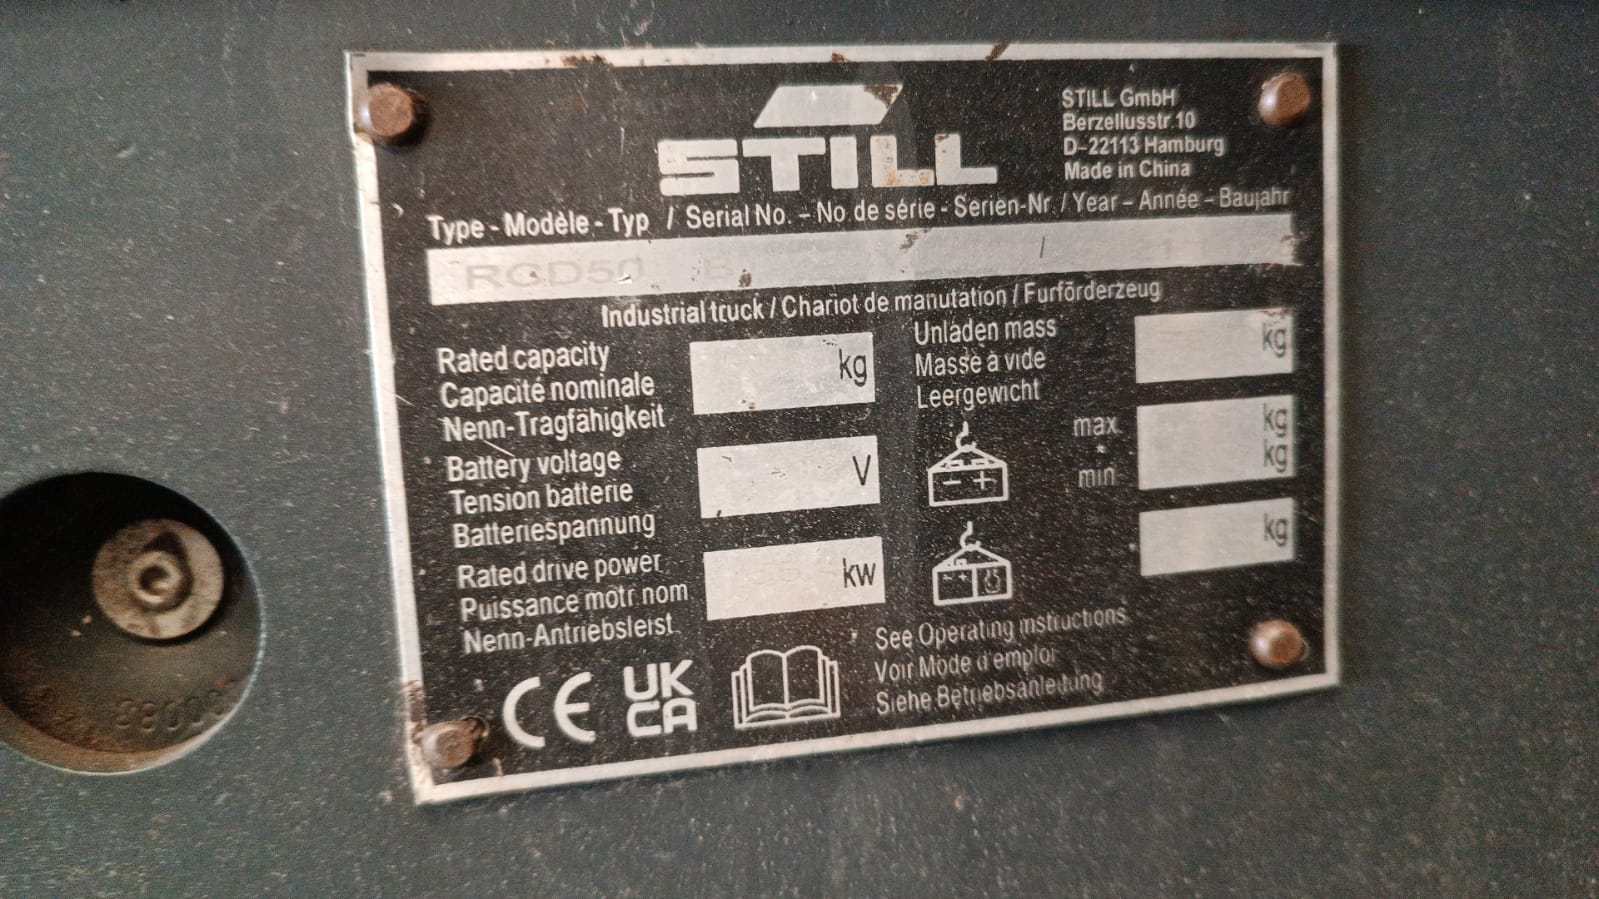 STILL
STILL GmbH
Berzellusstr.10
D-22113 Hamburg
Made in China
Type - Modèle - Typ / Serial No. - No de série - Serien-Nr. / Year - Année - Baujahr
RCD50
Industrial truck / Chariot de manutation / Furförderzeug
Rated capacity
Capacité nominale
Nenn-Tragfähigkeit
kg
Battery voltage
Tension batterie
Batteriespannung
V
Rated drive power
Puissance motr nom
Nenn-Antriebsleist.
kw
Unladen mass
Masse à vide
Leergewicht
kg
max.
*
min
kg
kg
kg
See Operating instructions
Voir Mode d'emploi
Siehe Betriebsanleitung
CE
UK
CA